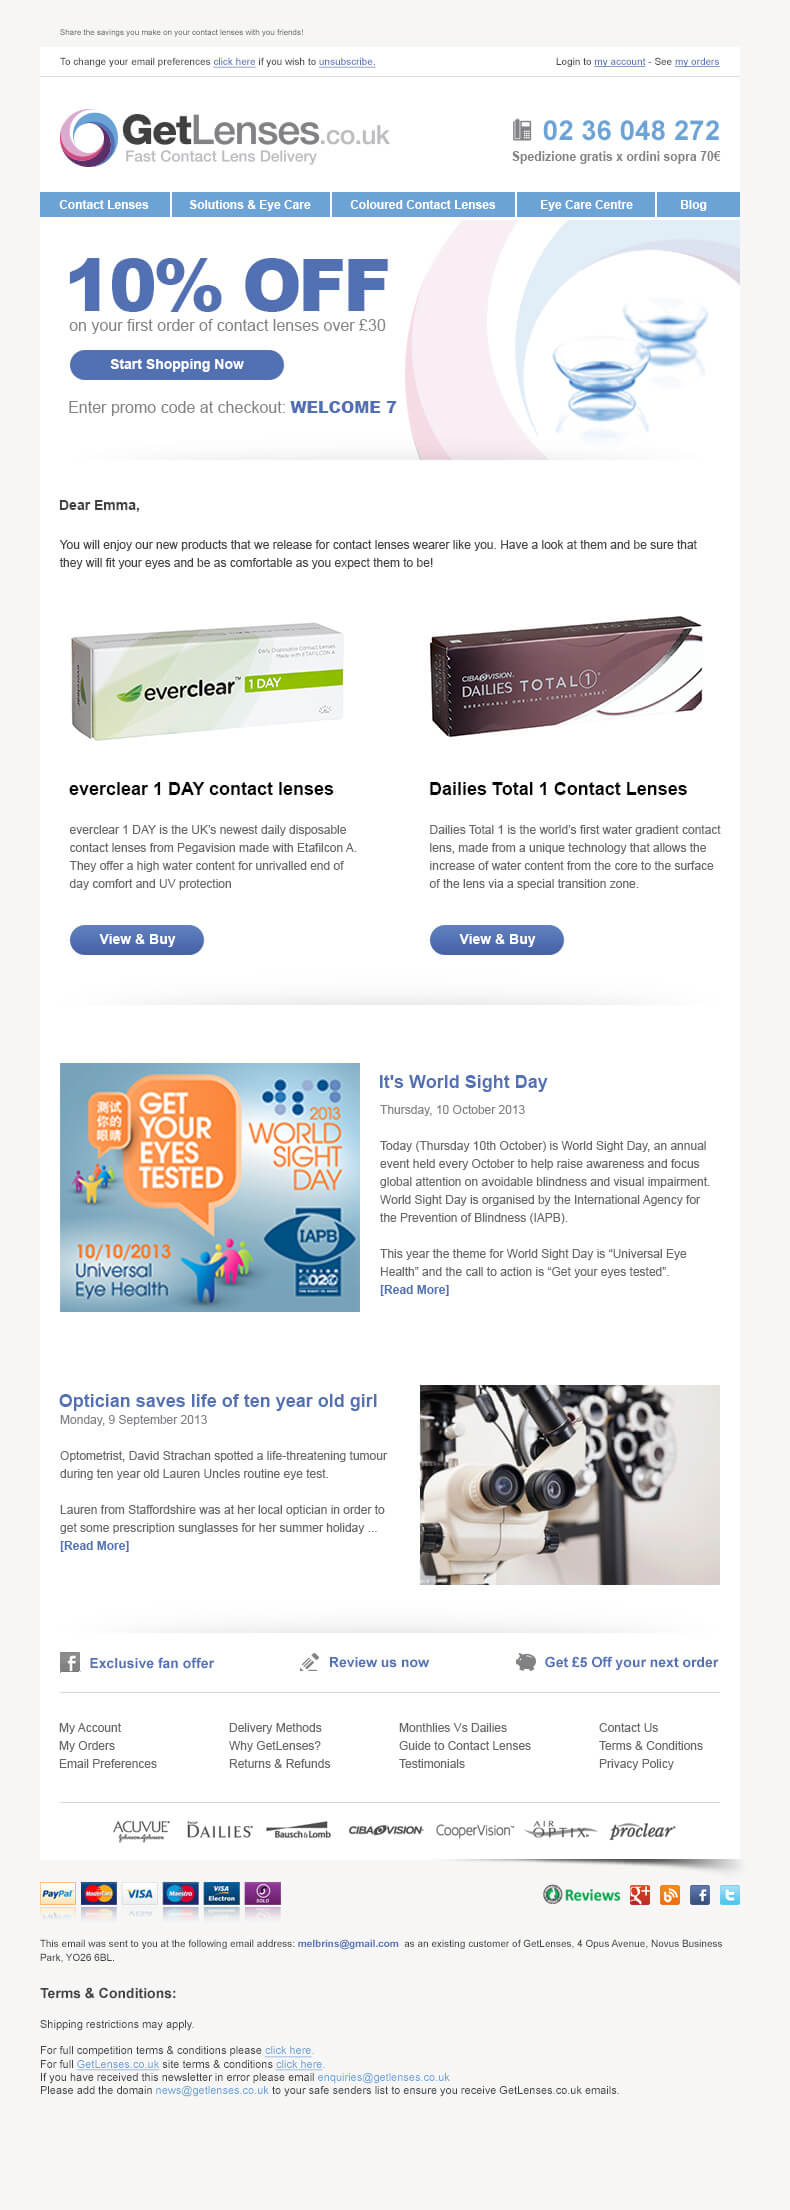 Share the savings you make on your contact lenses with you friends!
To change your email preferences click here if you wish to unsubscribe.
Login to my account - See my orders
GetLenses.co.uk
Fast Contact Lens Delivery
02 36 048 272
Spedizione gratis x ordini sopra 70€
Contact Lenses
Solutions & Eye Care
Coloured Contact Lenses
Eye Care Centre
Blog
10% OFF
on your first order of contact lenses over £30
Start Shopping Now
Enter promo code at checkout: WELCOME 7
Dear Emma,
You will enjoy our new products that we release for contact lenses wearer like you. Have a look at them and be sure that
they will fit your eyes and be as comfortable as you expect them to be!
everclear
Early Disposable Contact Lenses
Made with ETAFILCON A
everclear™ 1 DAY
CIBA VISION
DAILIES TOTAL 1
BREATHABLE ONE-DAY CONTACT LENSES
everclear 1 DAY contact lenses
everclear 1 DAY is the UK's newest daily disposable
contact lenses from Pegavision made with Etafilcon A.
They offer a high water content for unrivalled end of
day comfort and UV protection
View & Buy
Dailies Total 1 Contact Lenses
Dailies Total 1 is the world's first water gradient contact
lens, made from a unique technology that allows the
increase of water content from the core to the surface
of the lens via a special transition zone.
View & Buy
测试
你的
眼睛
GET
YOUR
EYES
TESTED
2013
WORLD
SIGHT
DAY
IAPB
2020
10/10/2013
Universal
Eye Health
It's World Sight Day
Thursday, 10 October 2013
Today (Thursday 10th October) is World Sight Day, an annual
event held every October to help raise awareness and focus
global attention on avoidable blindness and visual impairment.
World Sight Day is organised by the International Agency for
the Prevention of Blindness (IAPB).
This year the theme for World Sight Day is “Universal Eye
Health” and the call to action is “Get your eyes tested”.
[Read More]
Optician saves life of ten year old girl
Monday, 9 September 2013
Optometrist, David Strachan spotted a life-threatening tumour
during ten year old Lauren Uncles routine eye test.
Lauren from Staffordshire was at her local optician in order to
get some prescription sunglasses for her summer holiday ...
[Read More]
Exclusive fan offer
Review us now
Get £5 Off your next order
My Account
My Orders
Email Preferences
Delivery Methods
Why GetLenses?
Returns & Refunds
Monthlies Vs Dailies
Guide to Contact Lenses
Testimonials
Contact Us
Terms & Conditions
Privacy Policy
ACUVUE
Johnson & Johnson
DAILIES
Bausch & Lomb
CIBA VISION
CooperVision™
AIR
OPTIX
proclear
PayPal
MasterCard
VISA
Maestro
VISA
Electron
SOLO
Reviews
This email was sent to you at the following email address: melbrins@gmail.com as an existing customer of GetLenses, 4 Opus Avenue, Novus Business
Park, YO26 6BL.
Terms & Conditions:
Shipping restrictions may apply.
For full competition terms & conditions please click here.
For full GetLenses.co.uk site terms & conditions click here.
If you have received this newsletter in error please email enquiries@getlenses.co.uk
Please add the domain news@getlenses.co.uk to your safe senders list to ensure you receive GetLenses.co.uk emails.